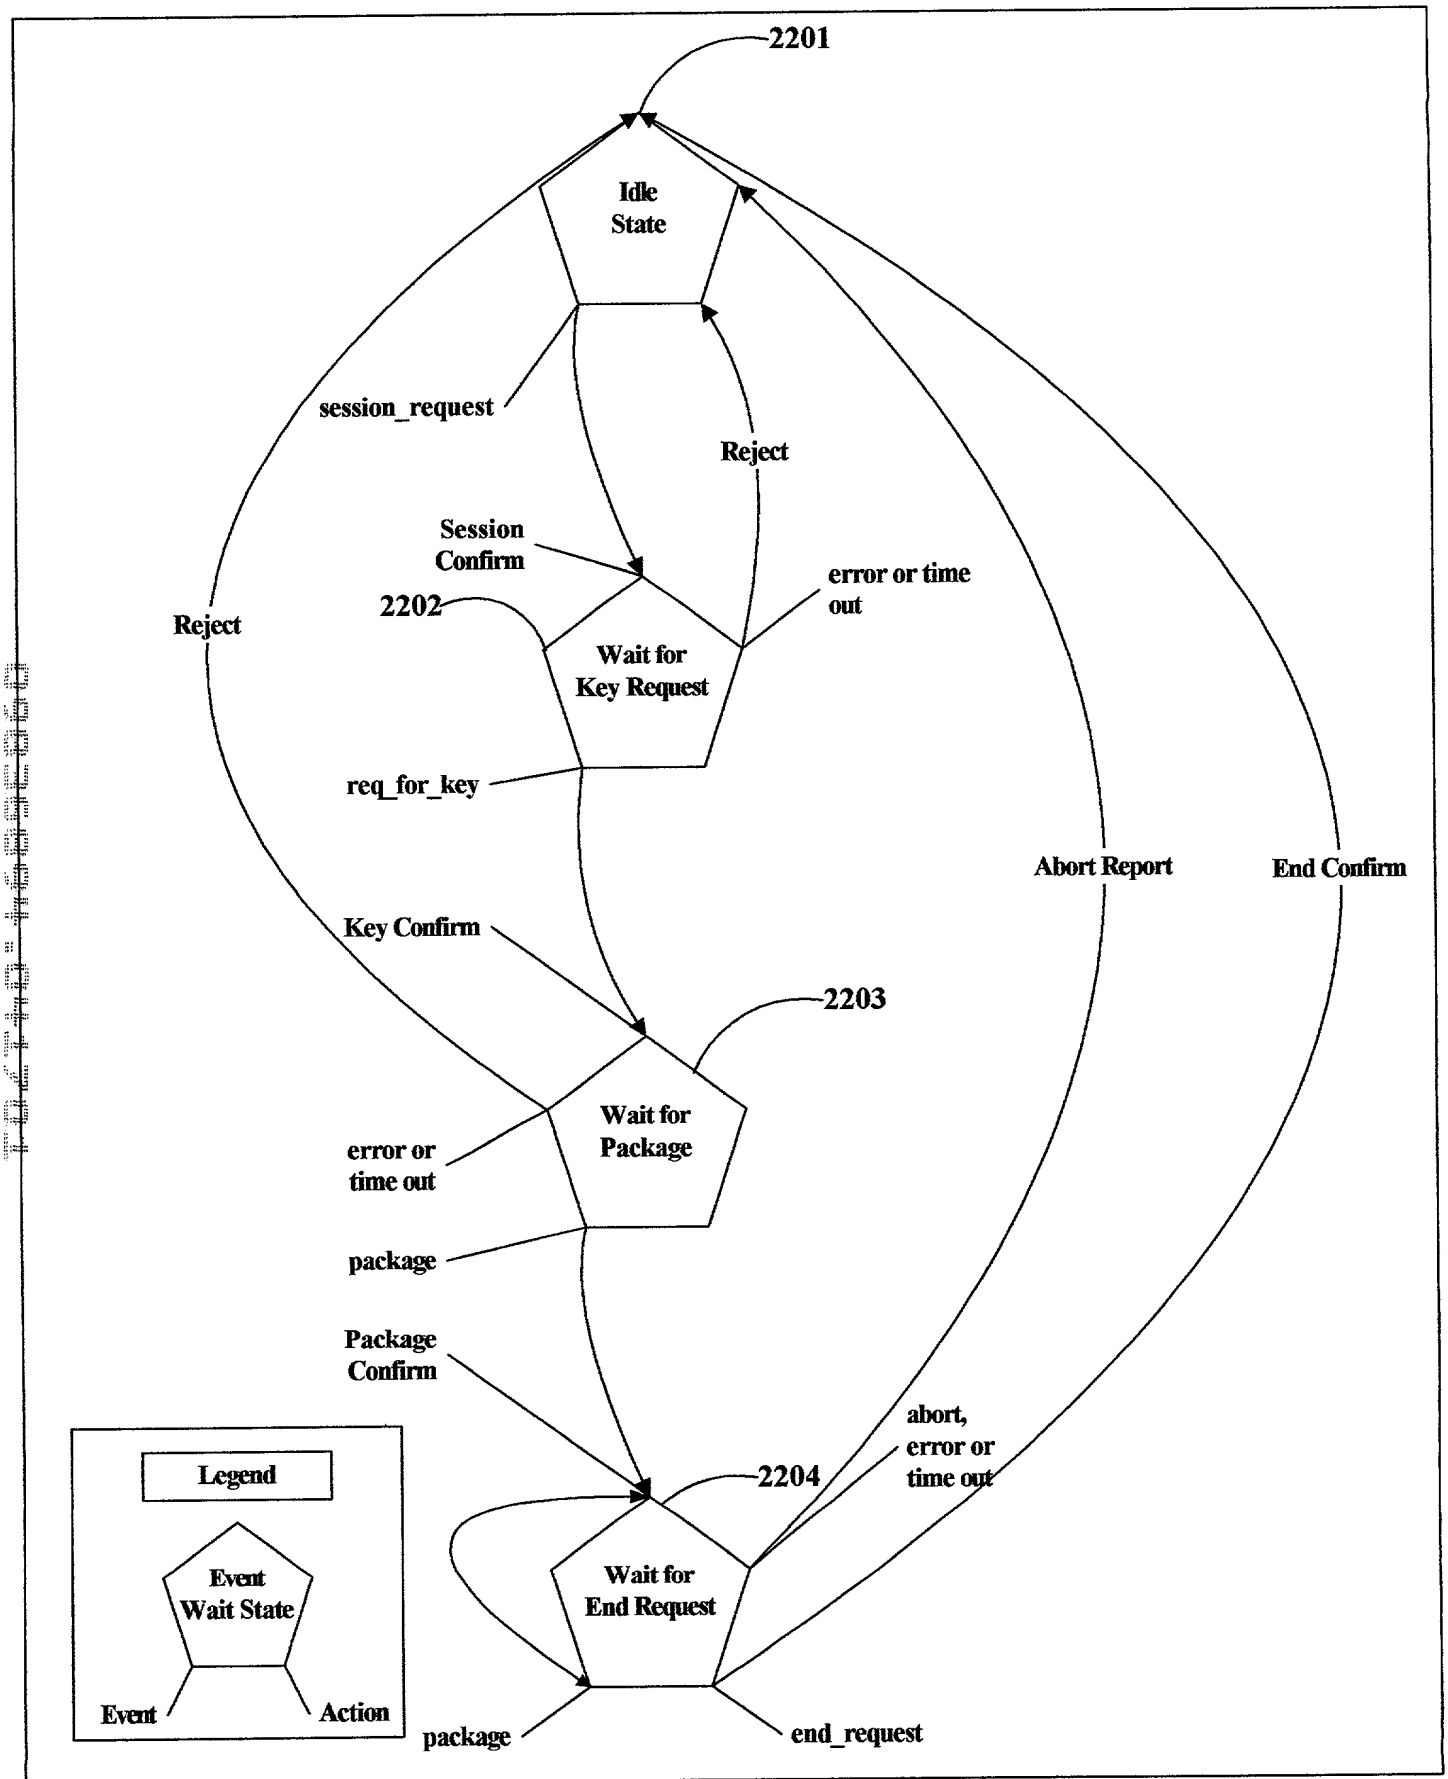 2201
Idle
State
session_request
Reject
Session
Confirm
error or time
out
2202
Reject
Wait for
Key Request
req_for_key
Abort Report
End Confirm
Key Confirm
2203
Wait for
Package
error or
time out
package
Package
Confirm
abort,
error or
time out
2204
Legend
Wait for
End Request
Event
Wait State
Event
Action
package
end_request